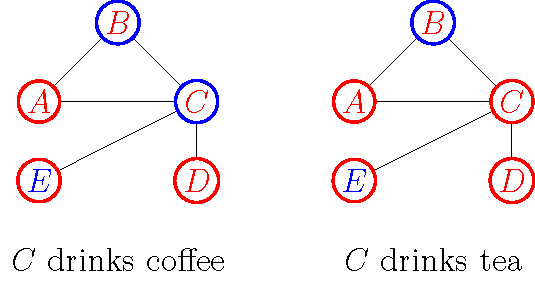 B B
A C A C
E D E D
C drinks coffee C drinks tea